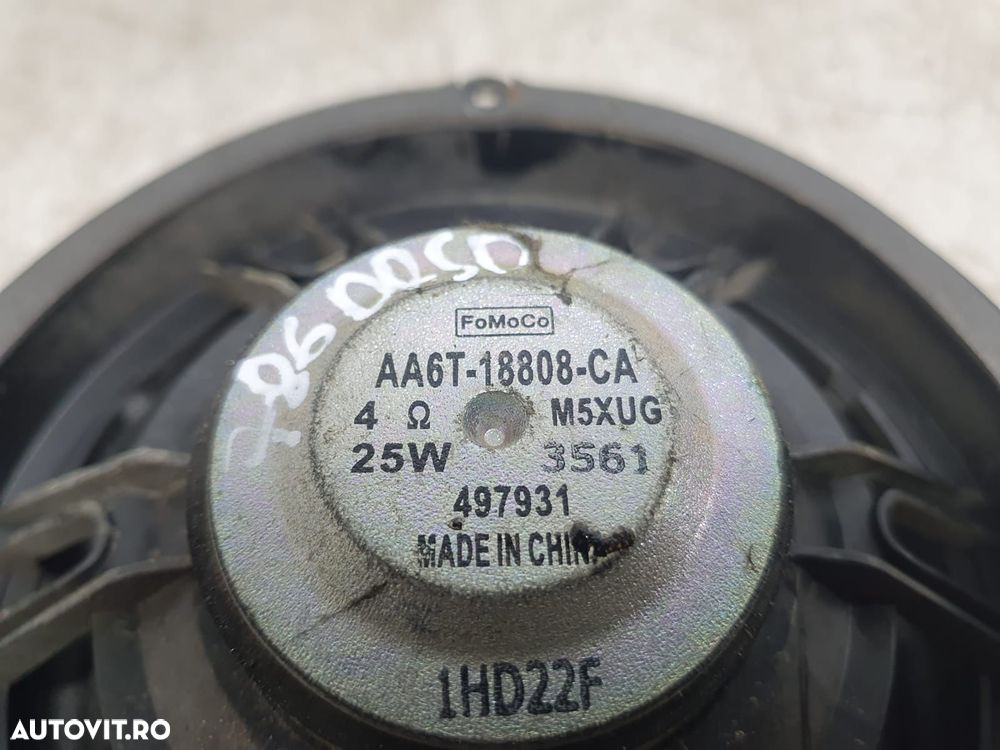 FoMoCo
AA6T-18808-CA
4 Ω M5XUG
25W 3561
497931
MADE IN CHINA
1HD22F
AUTOVIT.RO